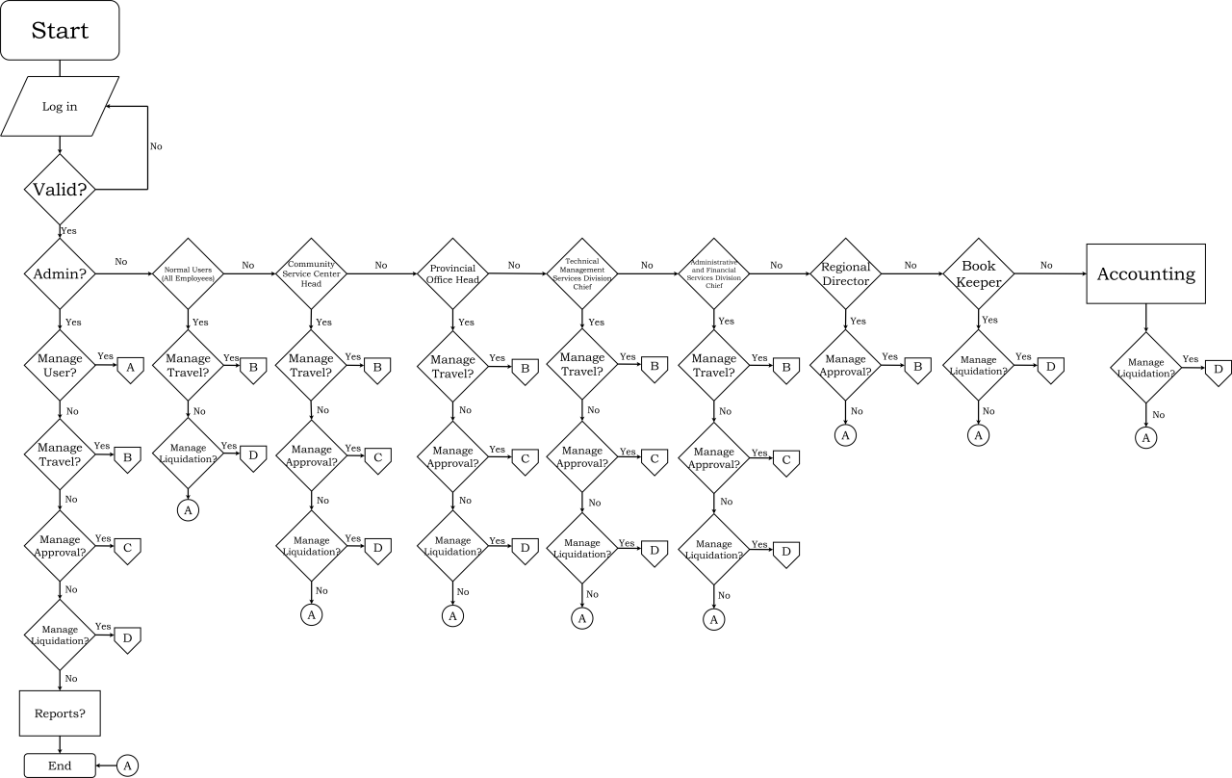 Start
Log in
No
Valid?
Yes
Admin?
No
Normal Users
(All Employees)
No
Community
Service Center
Head
No
Provincial
Office Head
No
Technical
Management
Services Division
Chief
No
Administrative
and Financial
Services Division
Chief
No
Regional
Director
No
Book
Keeper
No
Accounting
Yes
Yes
Yes
Yes
Yes
Yes
Yes
Yes
Manage
User?
Yes
A
Manage
Travel?
Yes
B
Manage
Travel?
Yes
B
Manage
Travel?
Yes
B
Manage
Travel?
Yes
B
Manage
Travel?
Yes
B
Manage
Approval?
Yes
B
Manage
Liquidation?
Yes
D
Manage
Liquidation?
Yes
D
No
No
No
No
No
No
No
No
No
A
A
A
Manage
Travel?
Yes
B
Manage
Liquidation?
Yes
D
Manage
Approval?
Yes
C
Manage
Approval?
Yes
C
Manage
Approval?
Yes
C
Manage
Approval?
Yes
C
No
A
No
No
No
No
Manage
Approval?
Yes
C
Manage
Liquidation?
Yes
D
Manage
Liquidation?
Yes
D
Manage
Liquidation?
Yes
D
Manage
Liquidation?
Yes
D
No
No
No
No
No
A
A
A
A
Manage
Liquidation?
Yes
D
No
Reports?
End
A